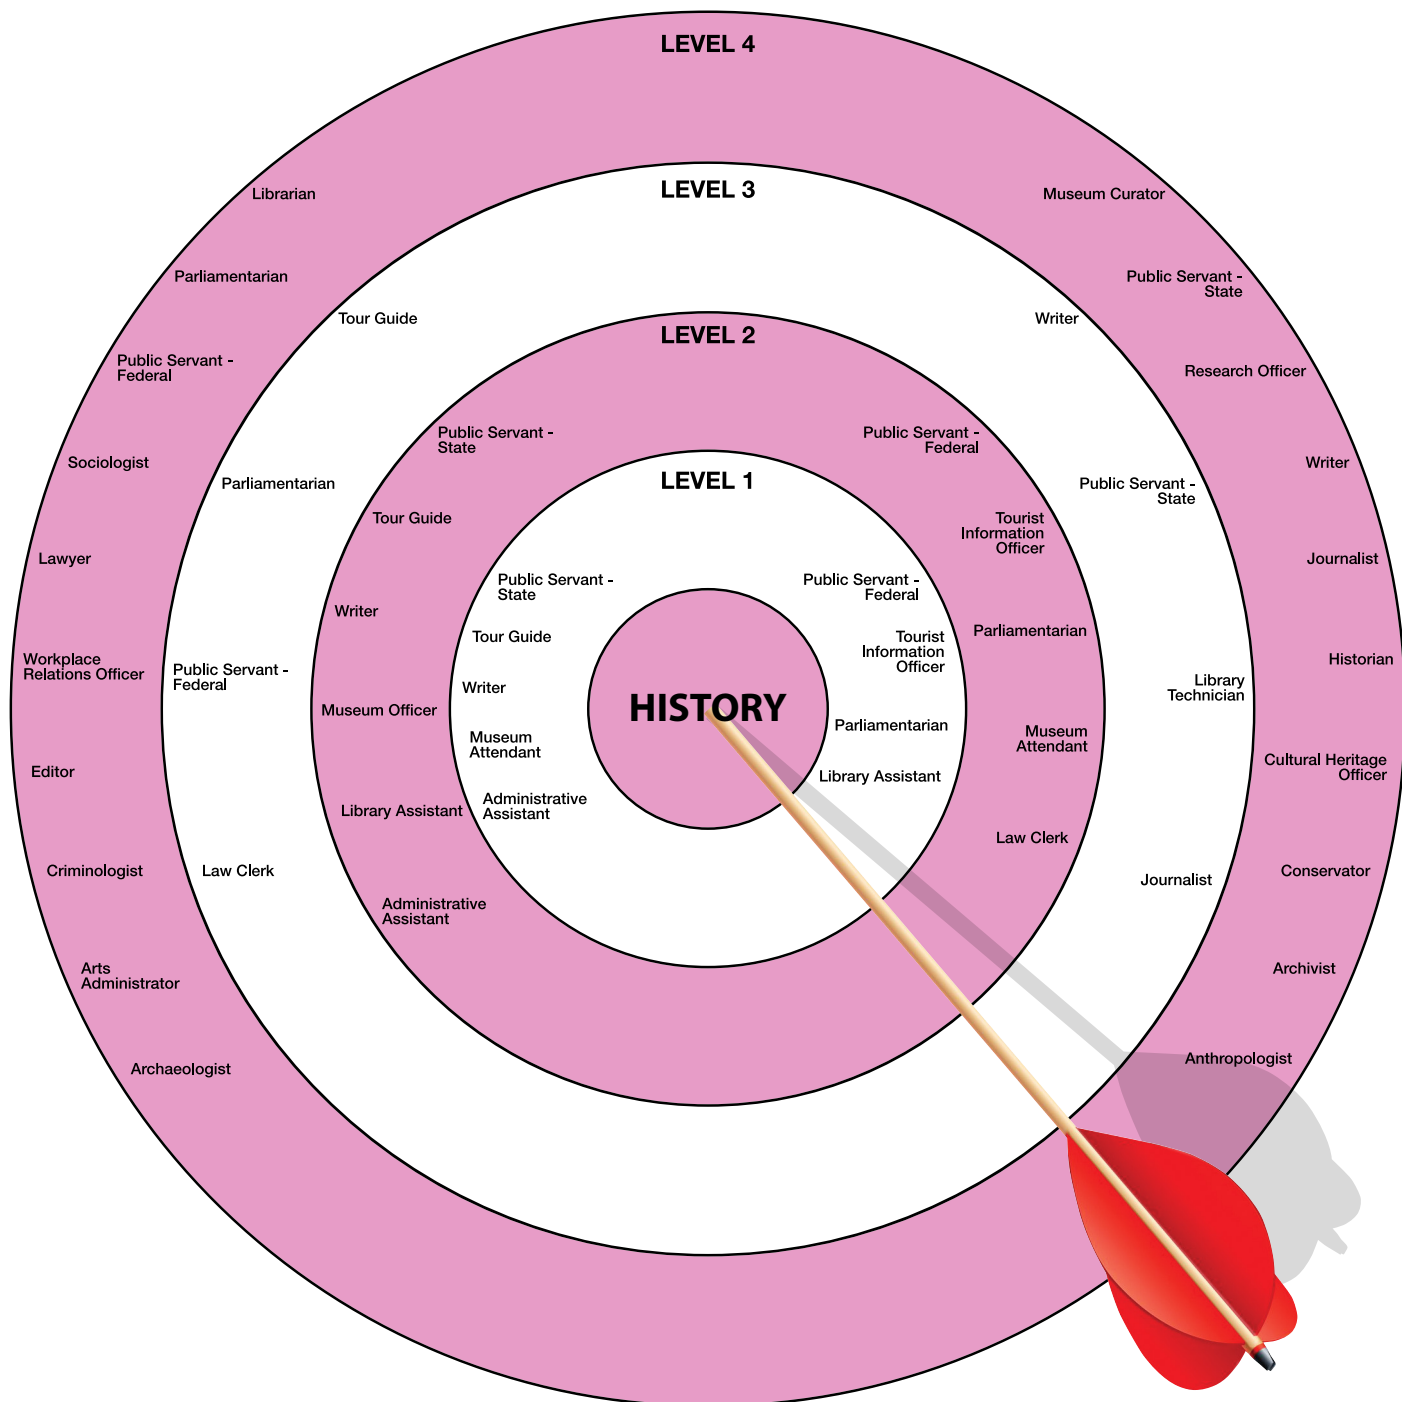 LEVEL 4
Librarian
Museum Curator
Parliamentarian
Public Servant -
State
Public Servant -
Federal
Research Officer
Sociologist
Writer
Lawyer
Journalist
Workplace
Relations Officer
Historian
Editor
Cultural Heritage
Officer
Criminologist
Conservator
Arts
Administrator
Archivist
Archaeologist
Anthropologist
LEVEL 3
Tour Guide
Writer
Parliamentarian
Public Servant -
State
Public Servant -
Federal
Library
Technician
Law Clerk
Journalist
LEVEL 2
Public Servant -
State
Public Servant -
Federal
Tour Guide
Tourist
Information
Officer
Writer
Parliamentarian
Museum Officer
Museum
Attendant
Library Assistant
Law Clerk
Administrative
Assistant
LEVEL 1
Public Servant -
State
Public Servant -
Federal
Tour Guide
Tourist
Information
Officer
Writer
Parliamentarian
Museum
Attendant
Library Assistant
Administrative
Assistant
HISTORY